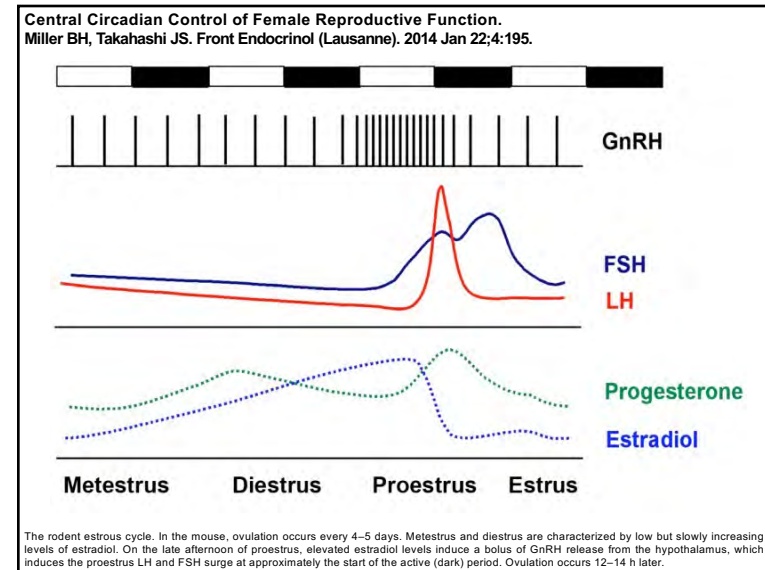 Central Circadian Control of Female Reproductive Function.
Miller BH, Takahashi JS. Front Endocrinol (Lausanne). 2014 Jan 22;4:195.
GnRH
FSH
LH
Progesterone
Estradiol
Metestrus Diestrus Proestrus Estrus
The rodent estrous cycle. In the mouse, ovulation occurs every 4–5 days. Metestrus and diestrus are characterized by low but slowly increasing
levels of estradiol. On the late afternoon of proestrus, elevated estradiol levels induce a bolus of GnRH release from the hypothalamus, which
induces the proestrus LH and FSH surge at approximately the start of the active (dark) period. Ovulation occurs 12–14 h later.